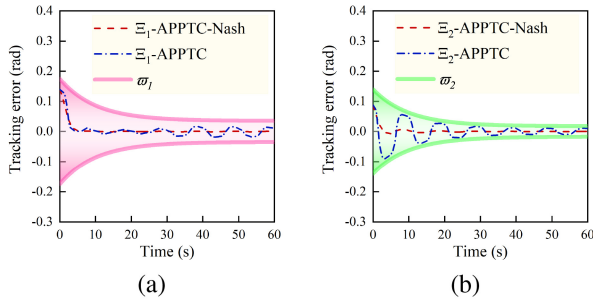 0.4
0.3
0.2
0.1
0.0
-0.1
-0.2
-0.3
0 10 20 30 40 50 60
Tracking error (rad)
Time (s)
Ξ1-APPTC-Nash
Ξ1-APPTC
ϖ1
(a)
0.4
0.3
0.2
0.1
0.0
-0.1
-0.2
-0.3
0 10 20 30 40 50 60
Tracking error (rad)
Time (s)
Ξ2-APPTC-Nash
Ξ2-APPTC
ϖ2
(b)